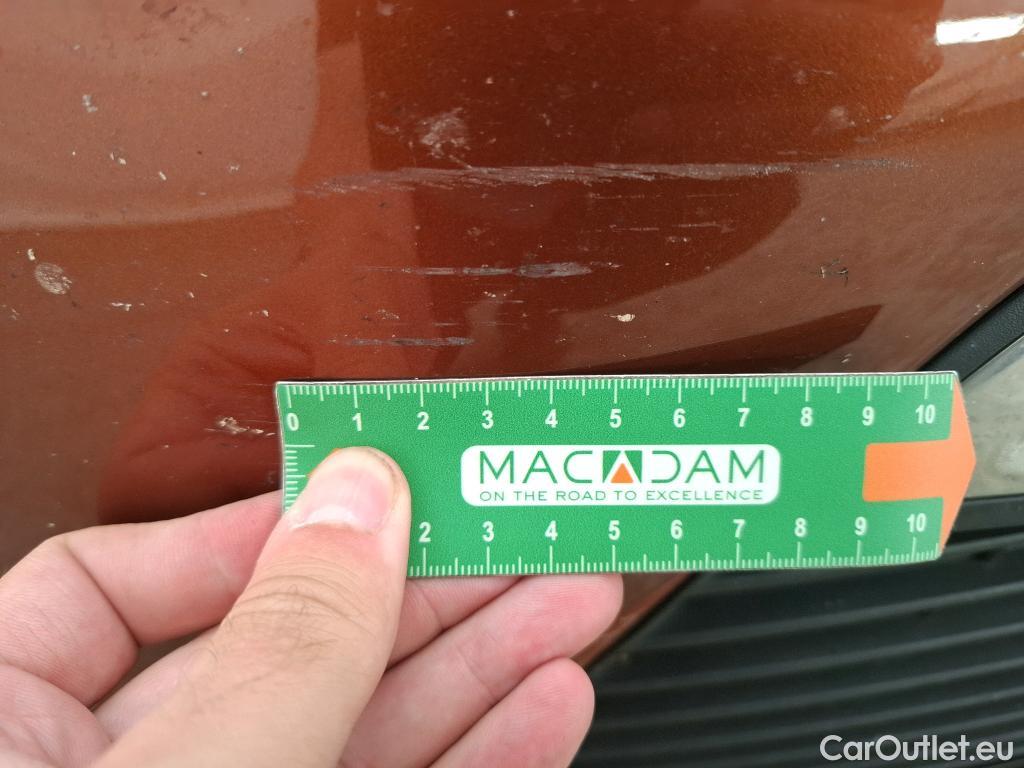 0 1 2 3 4 5 6 7 8 9 10
MACADAM
ON THE ROAD TO EXCELLENCE
2 3 4 5 6 7 8 9 10
CarOutlet.eu